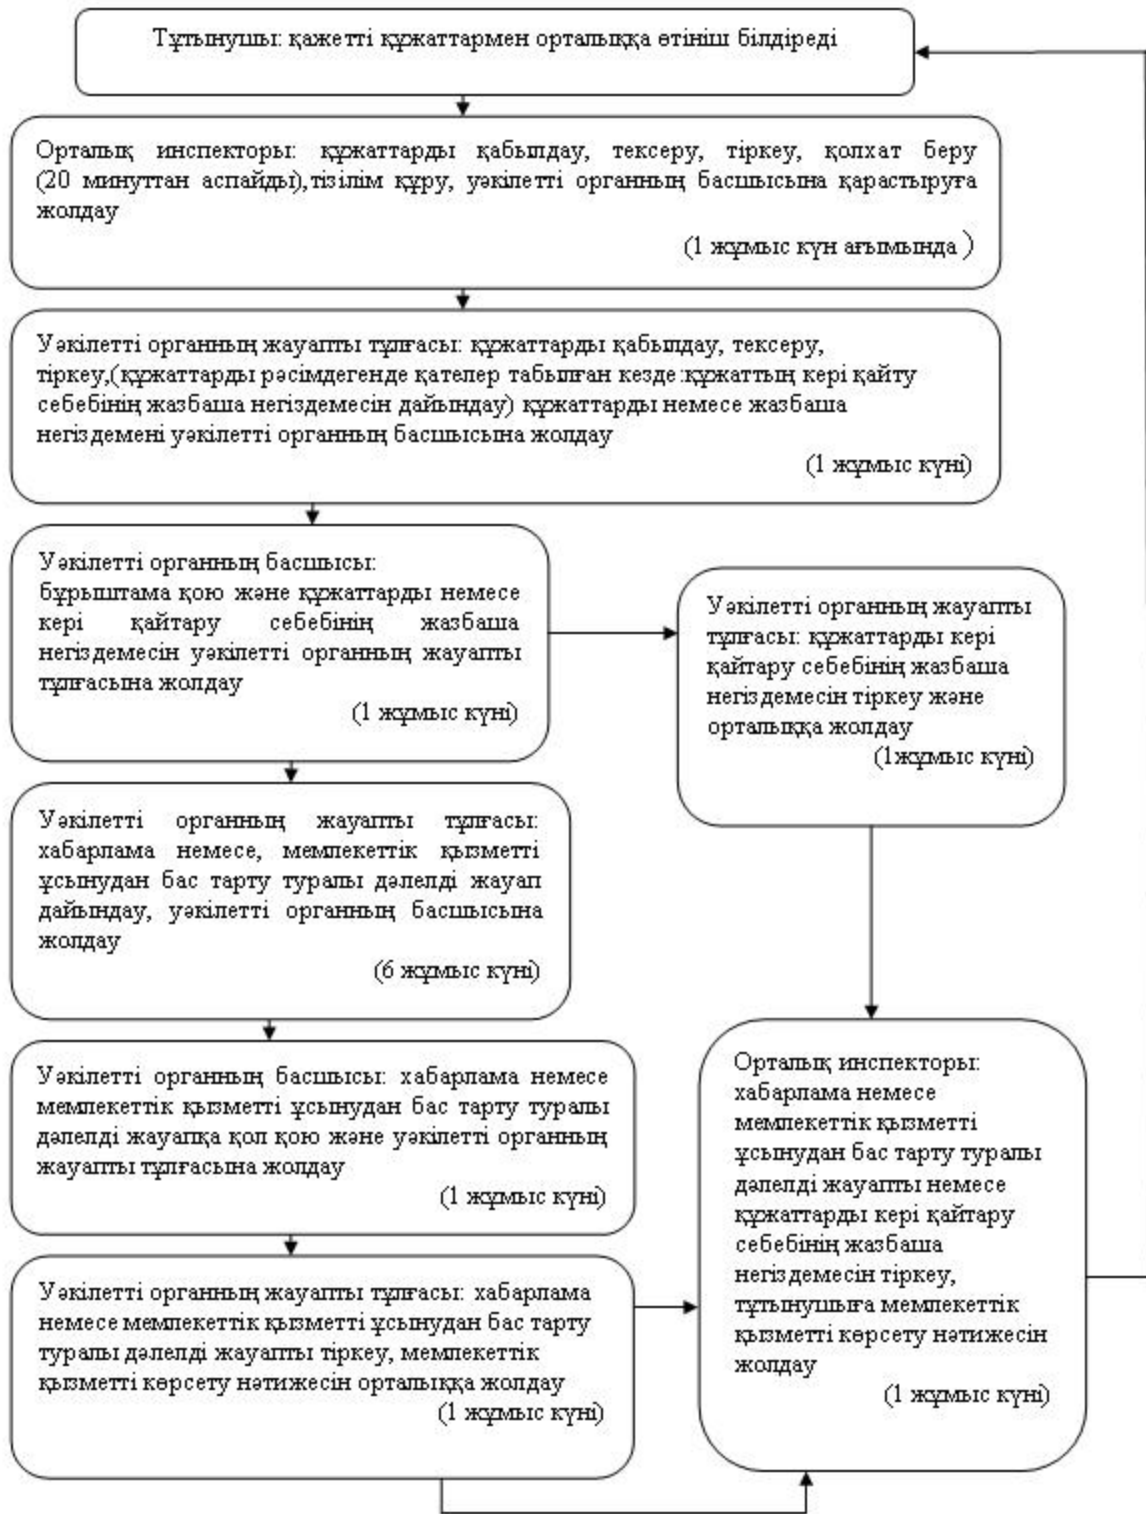 Тұтынушы: қажетті құжаттармен орталыққа өтініш білдіреді
Орталық инспекторы: құжаттарды қабылдау, тексеру, тіркеу, қолхат беру
(20 минуттан аспайды),тізілім құру, уәкілетті органның басшысына қарастыруға
жолдау
(1 жұмыс күн ағымында )
Уәкілетті органның жауапты тұлғасы: құжаттарды қабылдау, тексеру,
тіркеу,(құжаттарды рәсімдегенде қателер табылған кезде:құжаттың кері қайту
себебінің жазбаша негіздемесін дайындау) құжаттарды немесе жазбаша
негіздемені уәкілетті органның басшысына жолдау
(1 жұмыс күні)
Уәкілетті органның басшысы:
бұрыштама қою және құжаттарды немесе
кері қайтару себебінің жазбаша
негіздемесін уәкілетті органның жауапты
тұлғасына жолдау
(1 жұмыс күні)
Уәкілетті органның жауапты
тұлғасы: құжаттарды кері
қайтару себебінің жазбаша
негіздемесін тіркеу және
орталыққа жолдау
(1жұмыс күні)
Уәкілетті органның жауапты тұлғасы:
хабарлама немесе, мемлекеттік қызметті
ұсынудан бас тарту туралы дәлелді жауап
дайындау, уәкілетті органның басшысына
жолдау
(6 жұмыс күні)
Уәкілетті органның басшысы: хабарлама немесе
мемлекеттік қызметті ұсынудан бас тарту туралы
дәлелді жауапқа қол қою және уәкілетті органның
жауапты тұлғасына жолдау
(1 жұмыс күні)
Уәкілетті органның жауапты тұлғасы: хабарлама
немесе мемлекеттік қызметті ұсынудан бас тарту
туралы дәлелді жауапты тіркеу, мемлекеттік
қызметті көрсету нәтижесін орталыққа жолдау
(1 жұмыс күні)
Орталық инспекторы:
хабарлама немесе
мемлекеттік қызметті
ұсынудан бас тарту туралы
дәлелді жауапты немесе
құжаттарды кері қайтару
себебінің жазбаша
негіздемесін тіркеу,
тұтынушыға мемлекеттік
қызметті көрсету нәтижесін
жолдау
(1 жұмыс күні)